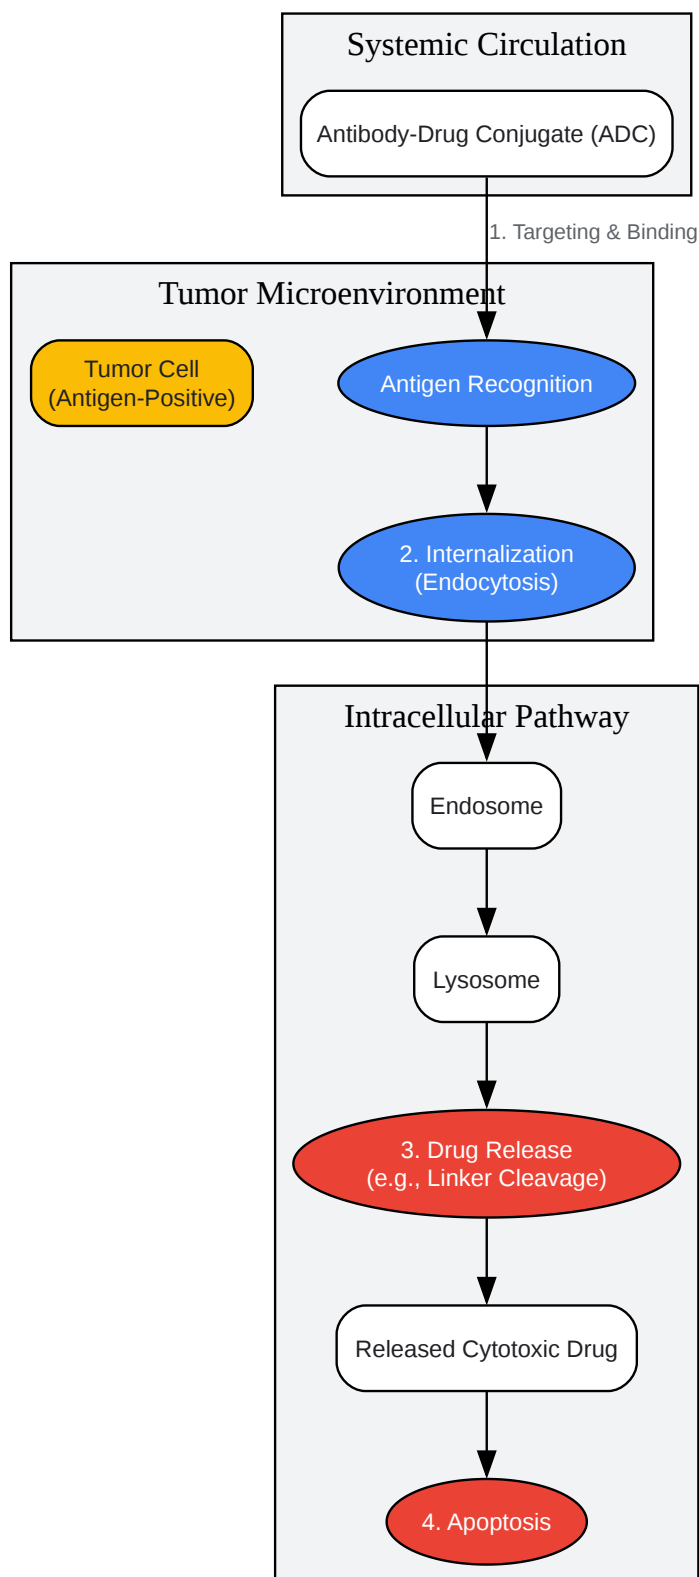 Systemic Circulation
Antibody-Drug Conjugate (ADC)
1. Targeting & Binding
Tumor Microenvironment
Tumor Cell
(Antigen-Positive)
Antigen Recognition
2. Internalization
(Endocytosis)
Intracellular Pathway
Endosome
Lysosome
3. Drug Release
(e.g., Linker Cleavage)
Released Cytotoxic Drug
4. Apoptosis